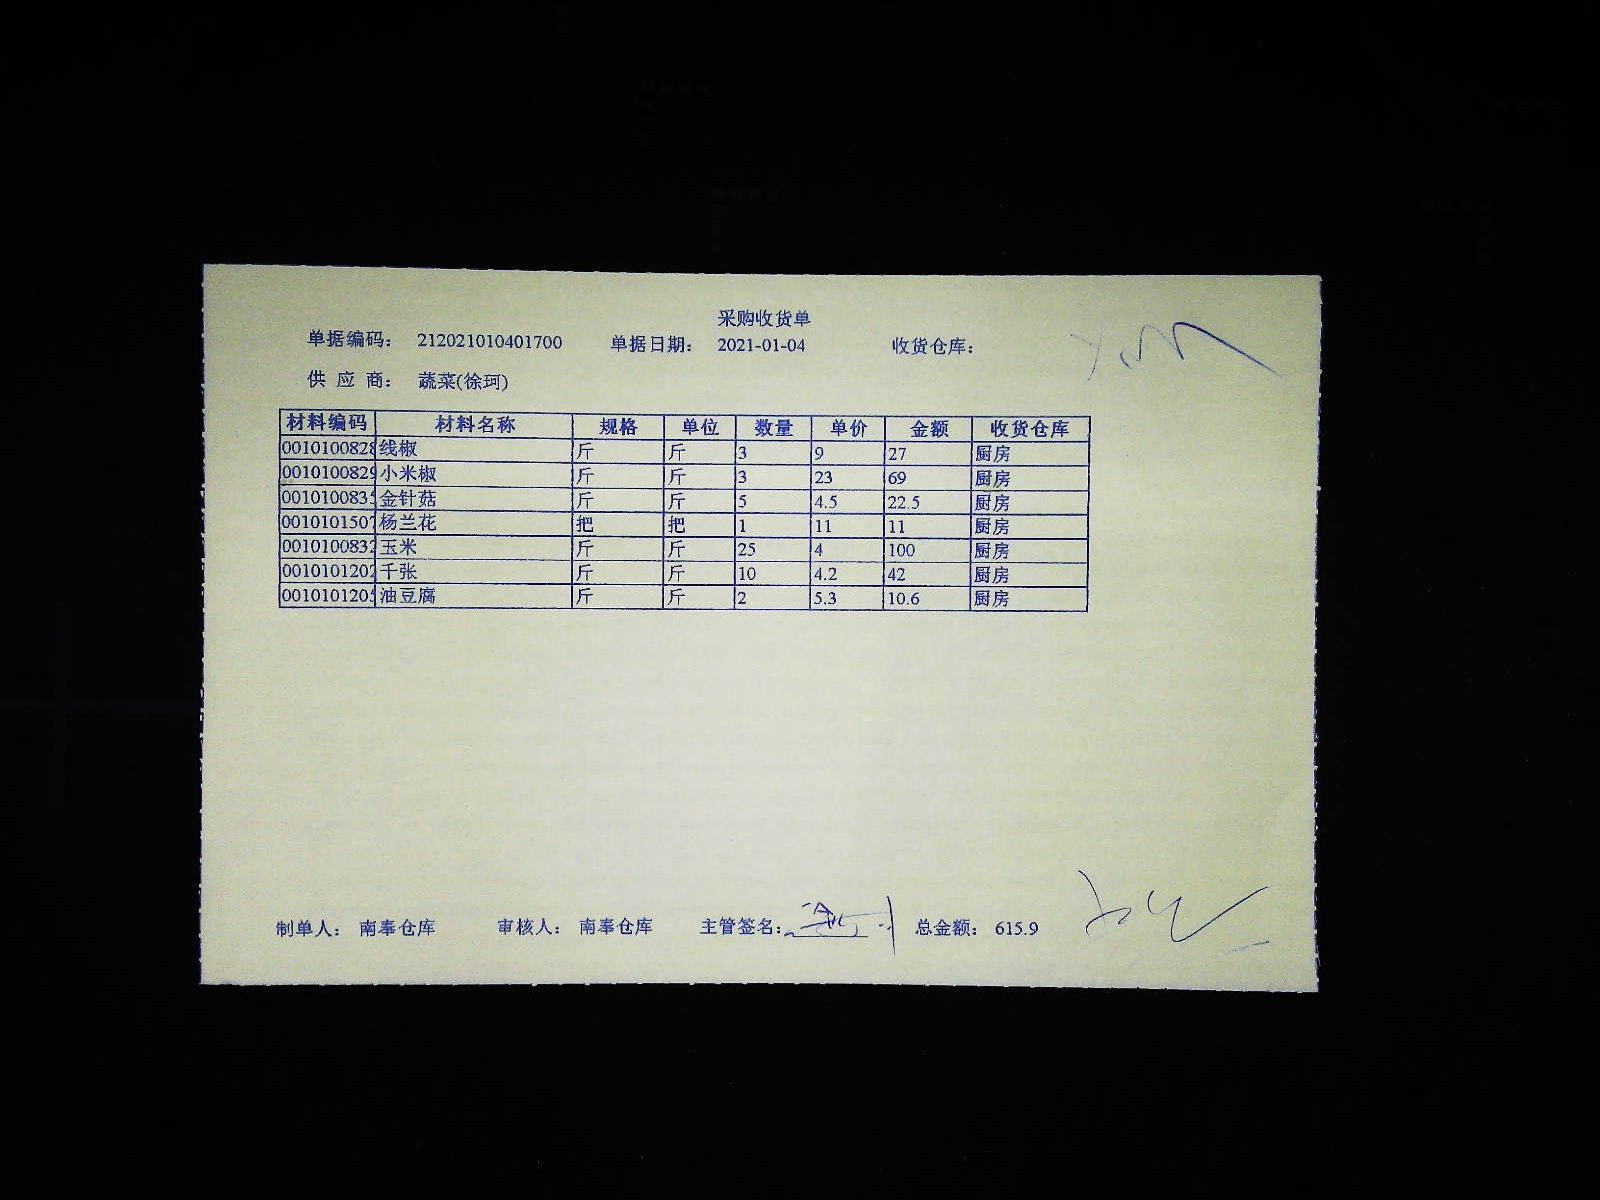 采购收货单
单据编码： 212021010401700 单据日期： 2021-01-04 收货仓库：
供 应 商： 蔬菜(徐珂)
材料编码 材料名称 规格 单位 数量 单价 金额 收货仓库
0010100828 线椒 斤 斤 3 9 27 厨房
0010100829 小米椒 斤 斤 3 23 69 厨房
001010083 金针菇 斤 斤 5 4.5 22.5 厨房
001010150 杨兰花 把 把 1 11 11 厨房
001010083 玉米 斤 斤 25 4 100 厨房
001010120 千张 斤 斤 10 4.2 42 厨房
001010120 油豆腐 斤 斤 2 5.3 10.6 厨房
制单人： 南奉仓库 审核人： 南奉仓库 主管签名： 总金额： 615.9